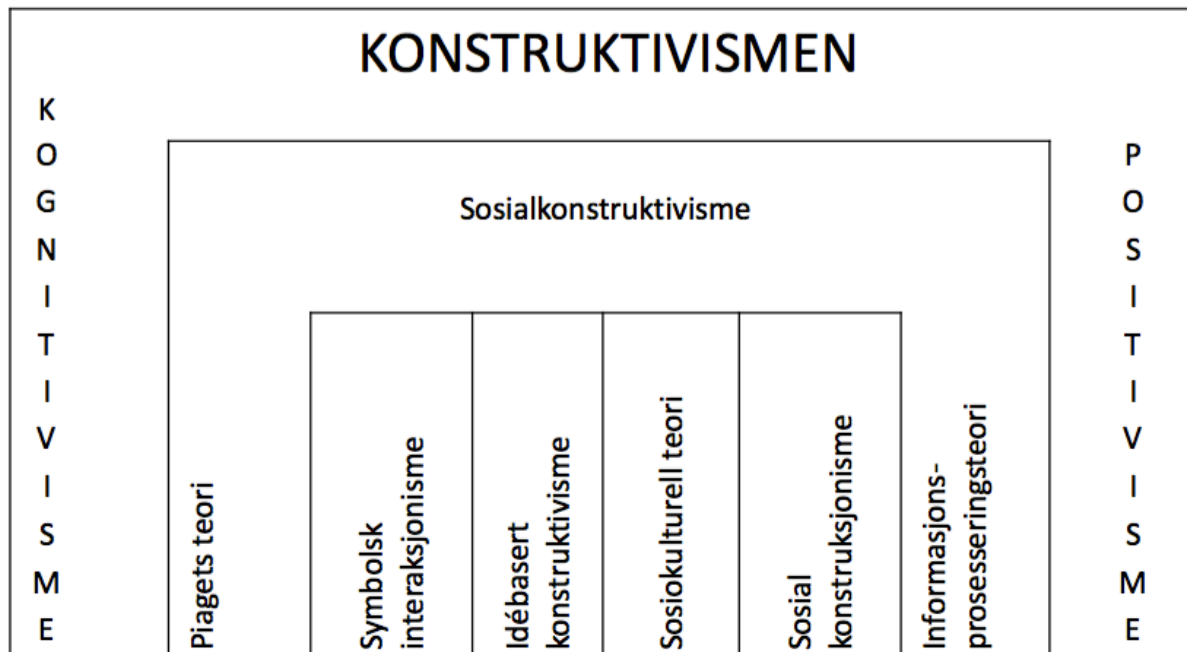 KONSTRUKTIVISMEN
KOGNITIVISME
Sosialkonstruktivisme
Piagets teori
Symbolsk
interaksjonisme
Idébasert
konstruktivisme
Sosiokulturell teori
Sosial
konstruksjonisme
Informasjons-
prosesseringsteori
POSITIVISME